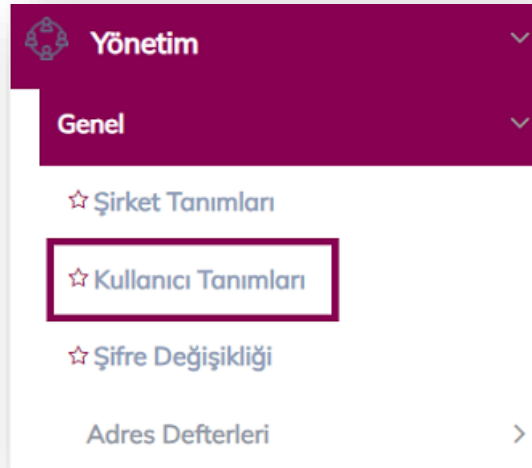 Yönetim
Genel
Şirket Tanımları
Kullanıcı Tanımları
Şifre Değişikliği
Adres Defterleri